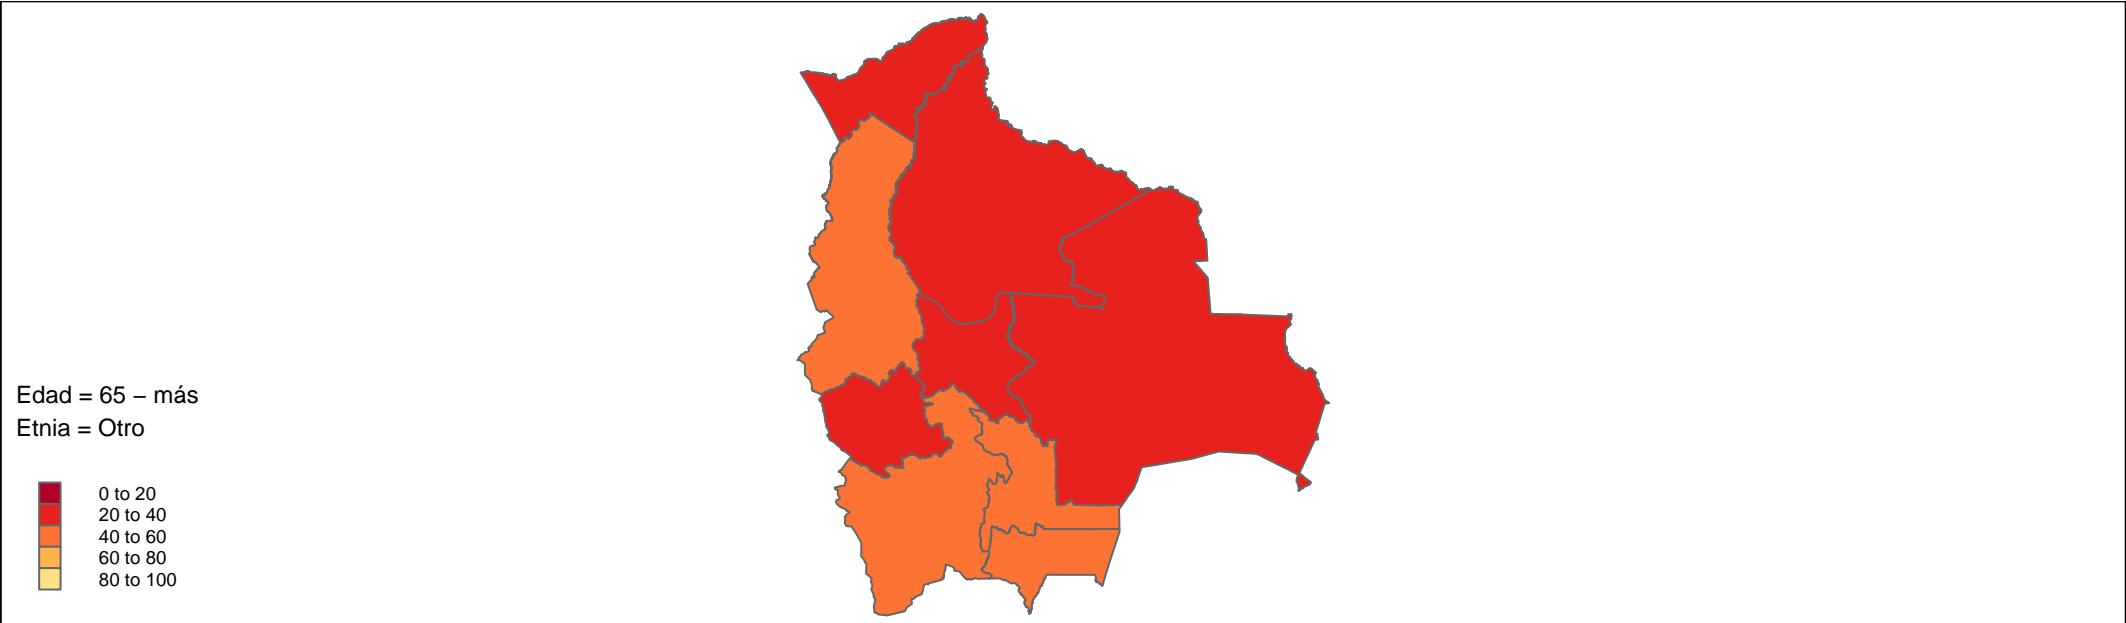 Edad = 65 − más
Etnia = Otro
0 to 20
20 to 40
40 to 60
60 to 80
80 to 100